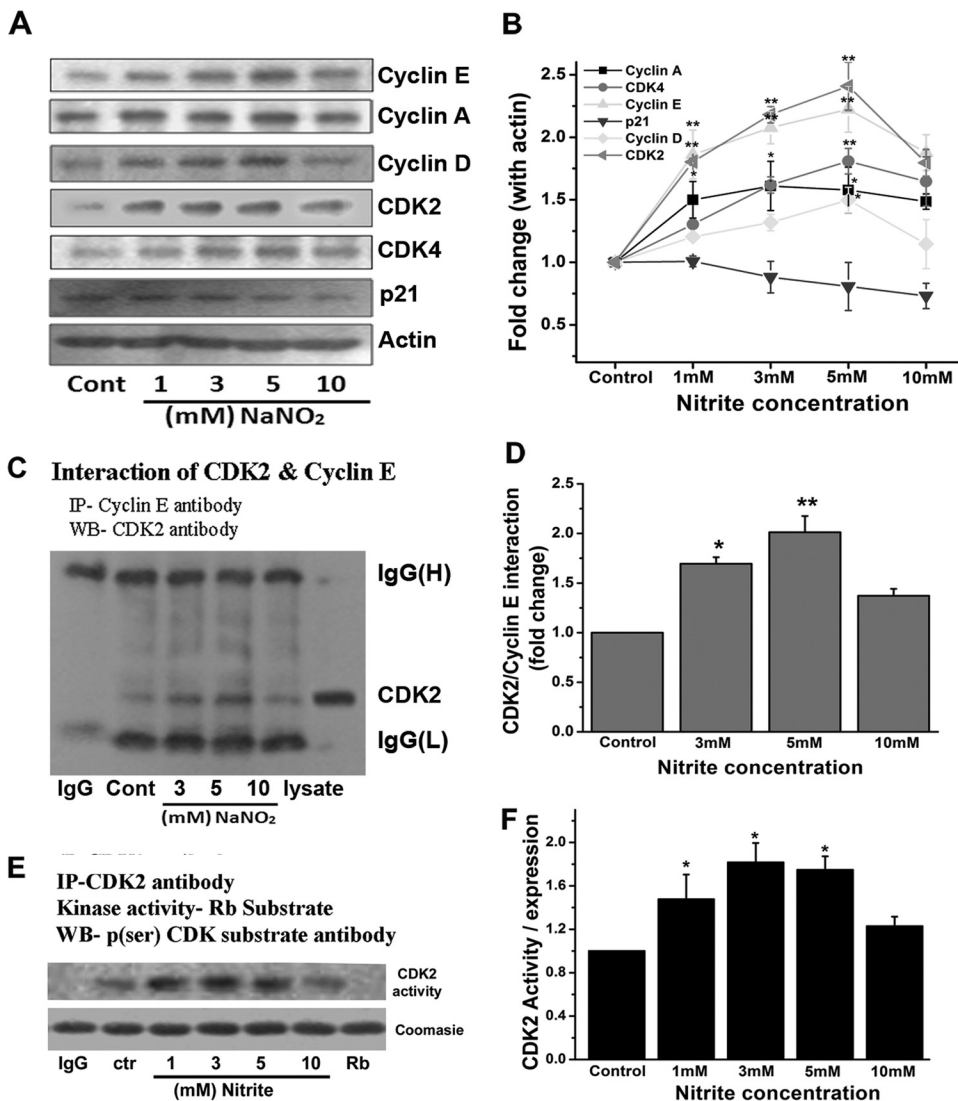 A
Cyclin E
Cyclin A
Cyclin D
CDK2
CDK4
p21
Actin
Cont 1 3 5 10
(mM) NaNO₂
B
Fold change (with actin)
2.5
2.0
1.5
1.0
0.5
Cyclin A
CDK4
Cyclin E
p21
Cyclin D
CDK2
**
**
**
**
**
**
**
*
*
*
*
Control 1mM 3mM 5mM 10mM
Nitrite concentration
C
Interaction of CDK2 & Cyclin E
IP- Cyclin E antibody
WB- CDK2 antibody
IgG(H)
CDK2
IgG(L)
IgG Cont 3 5 10 lysate
(mM) NaNO₂
D
CDK2/Cyclin E interaction
(fold change)
2.5
2.0
1.5
1.0
0.5
0.0
* **
Control 3mM 5mM 10mM
Nitrite concentration
E
IP-CDK2 antibody
Kinase activity- Rb Substrate
WB- p(ser) CDK substrate antibody
CDK2
activity
Coomasie
IgG ctr 1 3 5 10 Rb
(mM) Nitrite
F
CDK2 Activity / expression
2.0
1.6
1.2
0.8
0.4
0.0
* * *
Control 1mM 3mM 5mM 10mM
Nitrite concentration